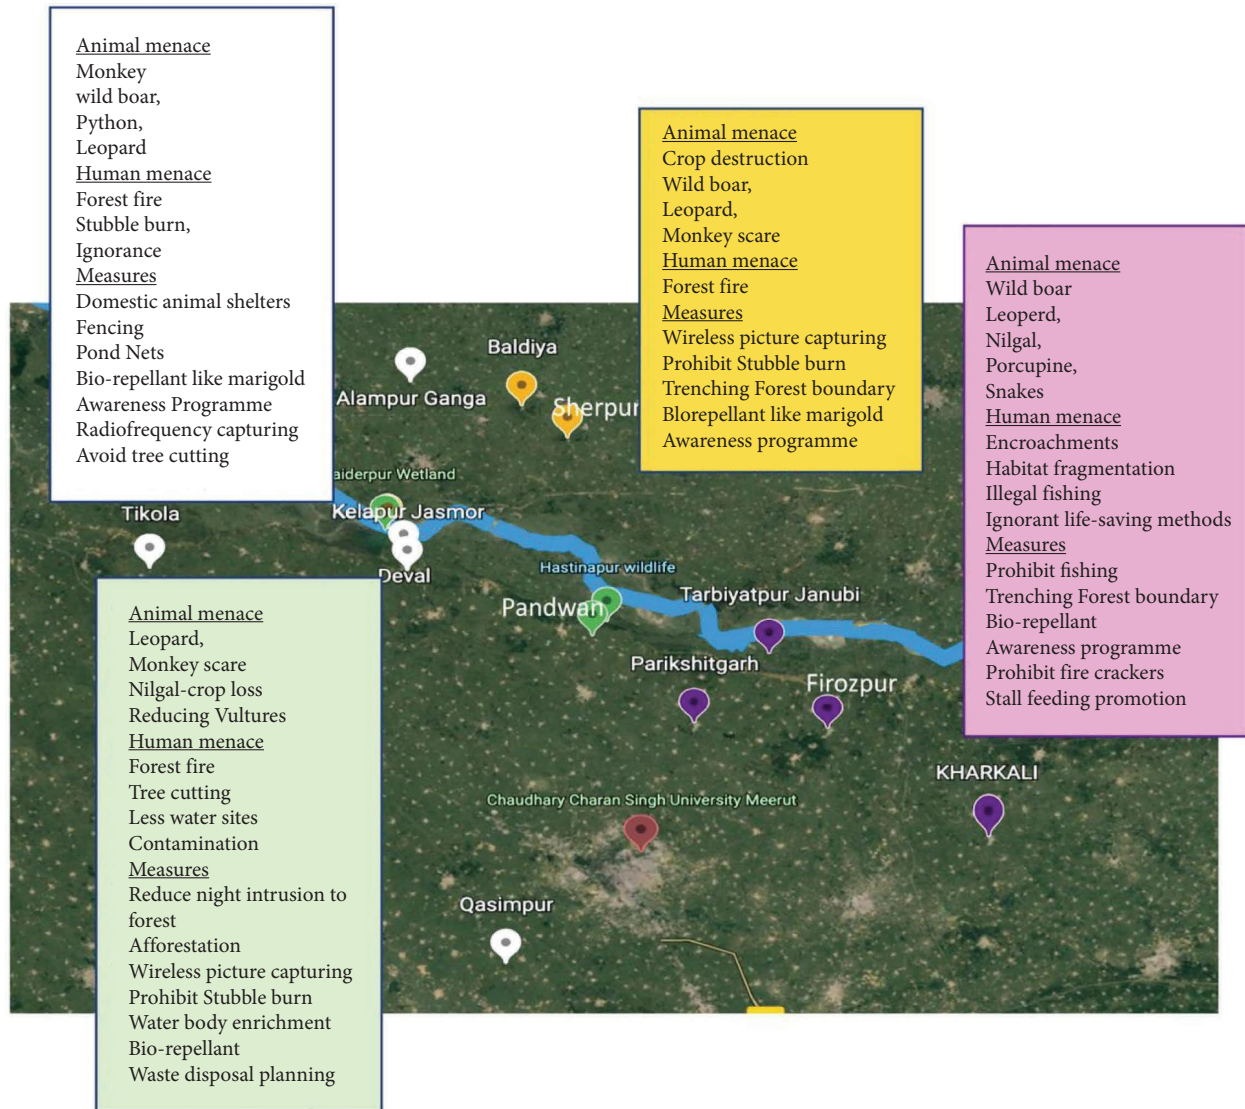 Animal menace
Monkey
wild boar,
Python,
Leopard
Human menace
Forest fire
Stubble burn,
Ignorance
Measures
Domestic animal shelters
Fencing
Pond Nets
Bio-repellant like marigold
Awareness Programme
Radiofrequency capturing
Avoid tree cutting
Animal menace
Crop destruction
Wild boar,
Leopard,
Monkey scare
Human menace
Forest fire
Measures
Wireless picture capturing
Prohibit Stubble burn
Trenching Forest boundary
Blorepellant like marigold
Awareness programme
Animal menace
Wild boar
Leoperd,
Nilgal,
Porcupine,
Snakes
Human menace
Encroachments
Habitat fragmentation
Illegal fishing
Ignorant life-saving methods
Measures
Prohibit fishing
Trenching Forest boundary
Bio-repellant
Awareness programme
Prohibit fire crackers
Stall feeding promotion
Baldiya
Alampur Ganga
Sherpur
aiderpur Wetland
Tikola
Kelapur Jasmor
Deval
Hastinapur wildlife
Pandwan
Tarbiyatpur Janubi
Parikshitgarh
Firozpur
KHARKALI
Chaudhary Charan Singh University Meerut
Qasimpur
Animal menace
Leopard,
Monkey scare
Nilgal-crop loss
Reducing Vultures
Human menace
Forest fire
Tree cutting
Less water sites
Contamination
Measures
Reduce night intrusion to
forest
Afforestation
Wireless picture capturing
Prohibit Stubble burn
Water body enrichment
Bio-repellant
Waste disposal planning